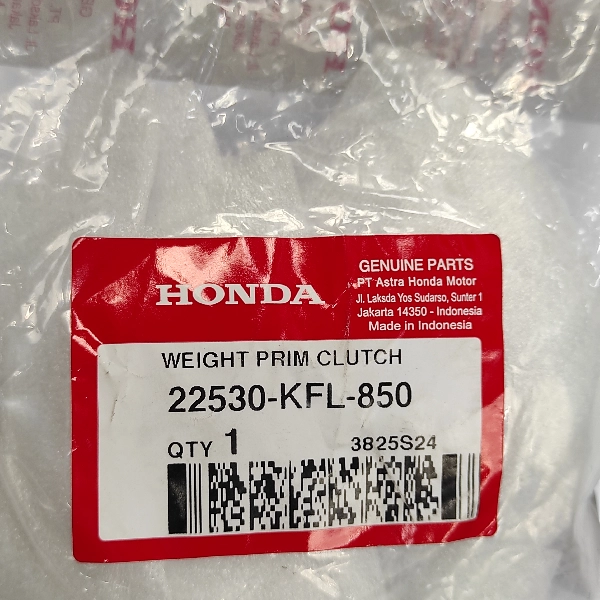 HONDA
GENUINE PARTS
PT Astra Honda Motor
Jl. Laksda Yos Sudarso, Sunter 1
Jakarta 14350 - Indonesia
Made in Indonesia
WEIGHT PRIM CLUTCH
22530-KFL-850
QTY 1
3825S24